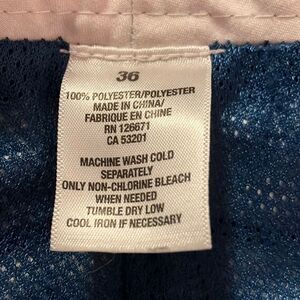 36
100% POLYESTER/POLYESTER
MADE IN CHINA/
FABRIQUE EN CHINE
RN 126671
CA 53201
MACHINE WASH COLD
SEPARATELY
ONLY NON-CHLORINE BLEACH
WHEN NEEDED
TUMBLE DRY LOW
COOL IRON IF NECESSARY